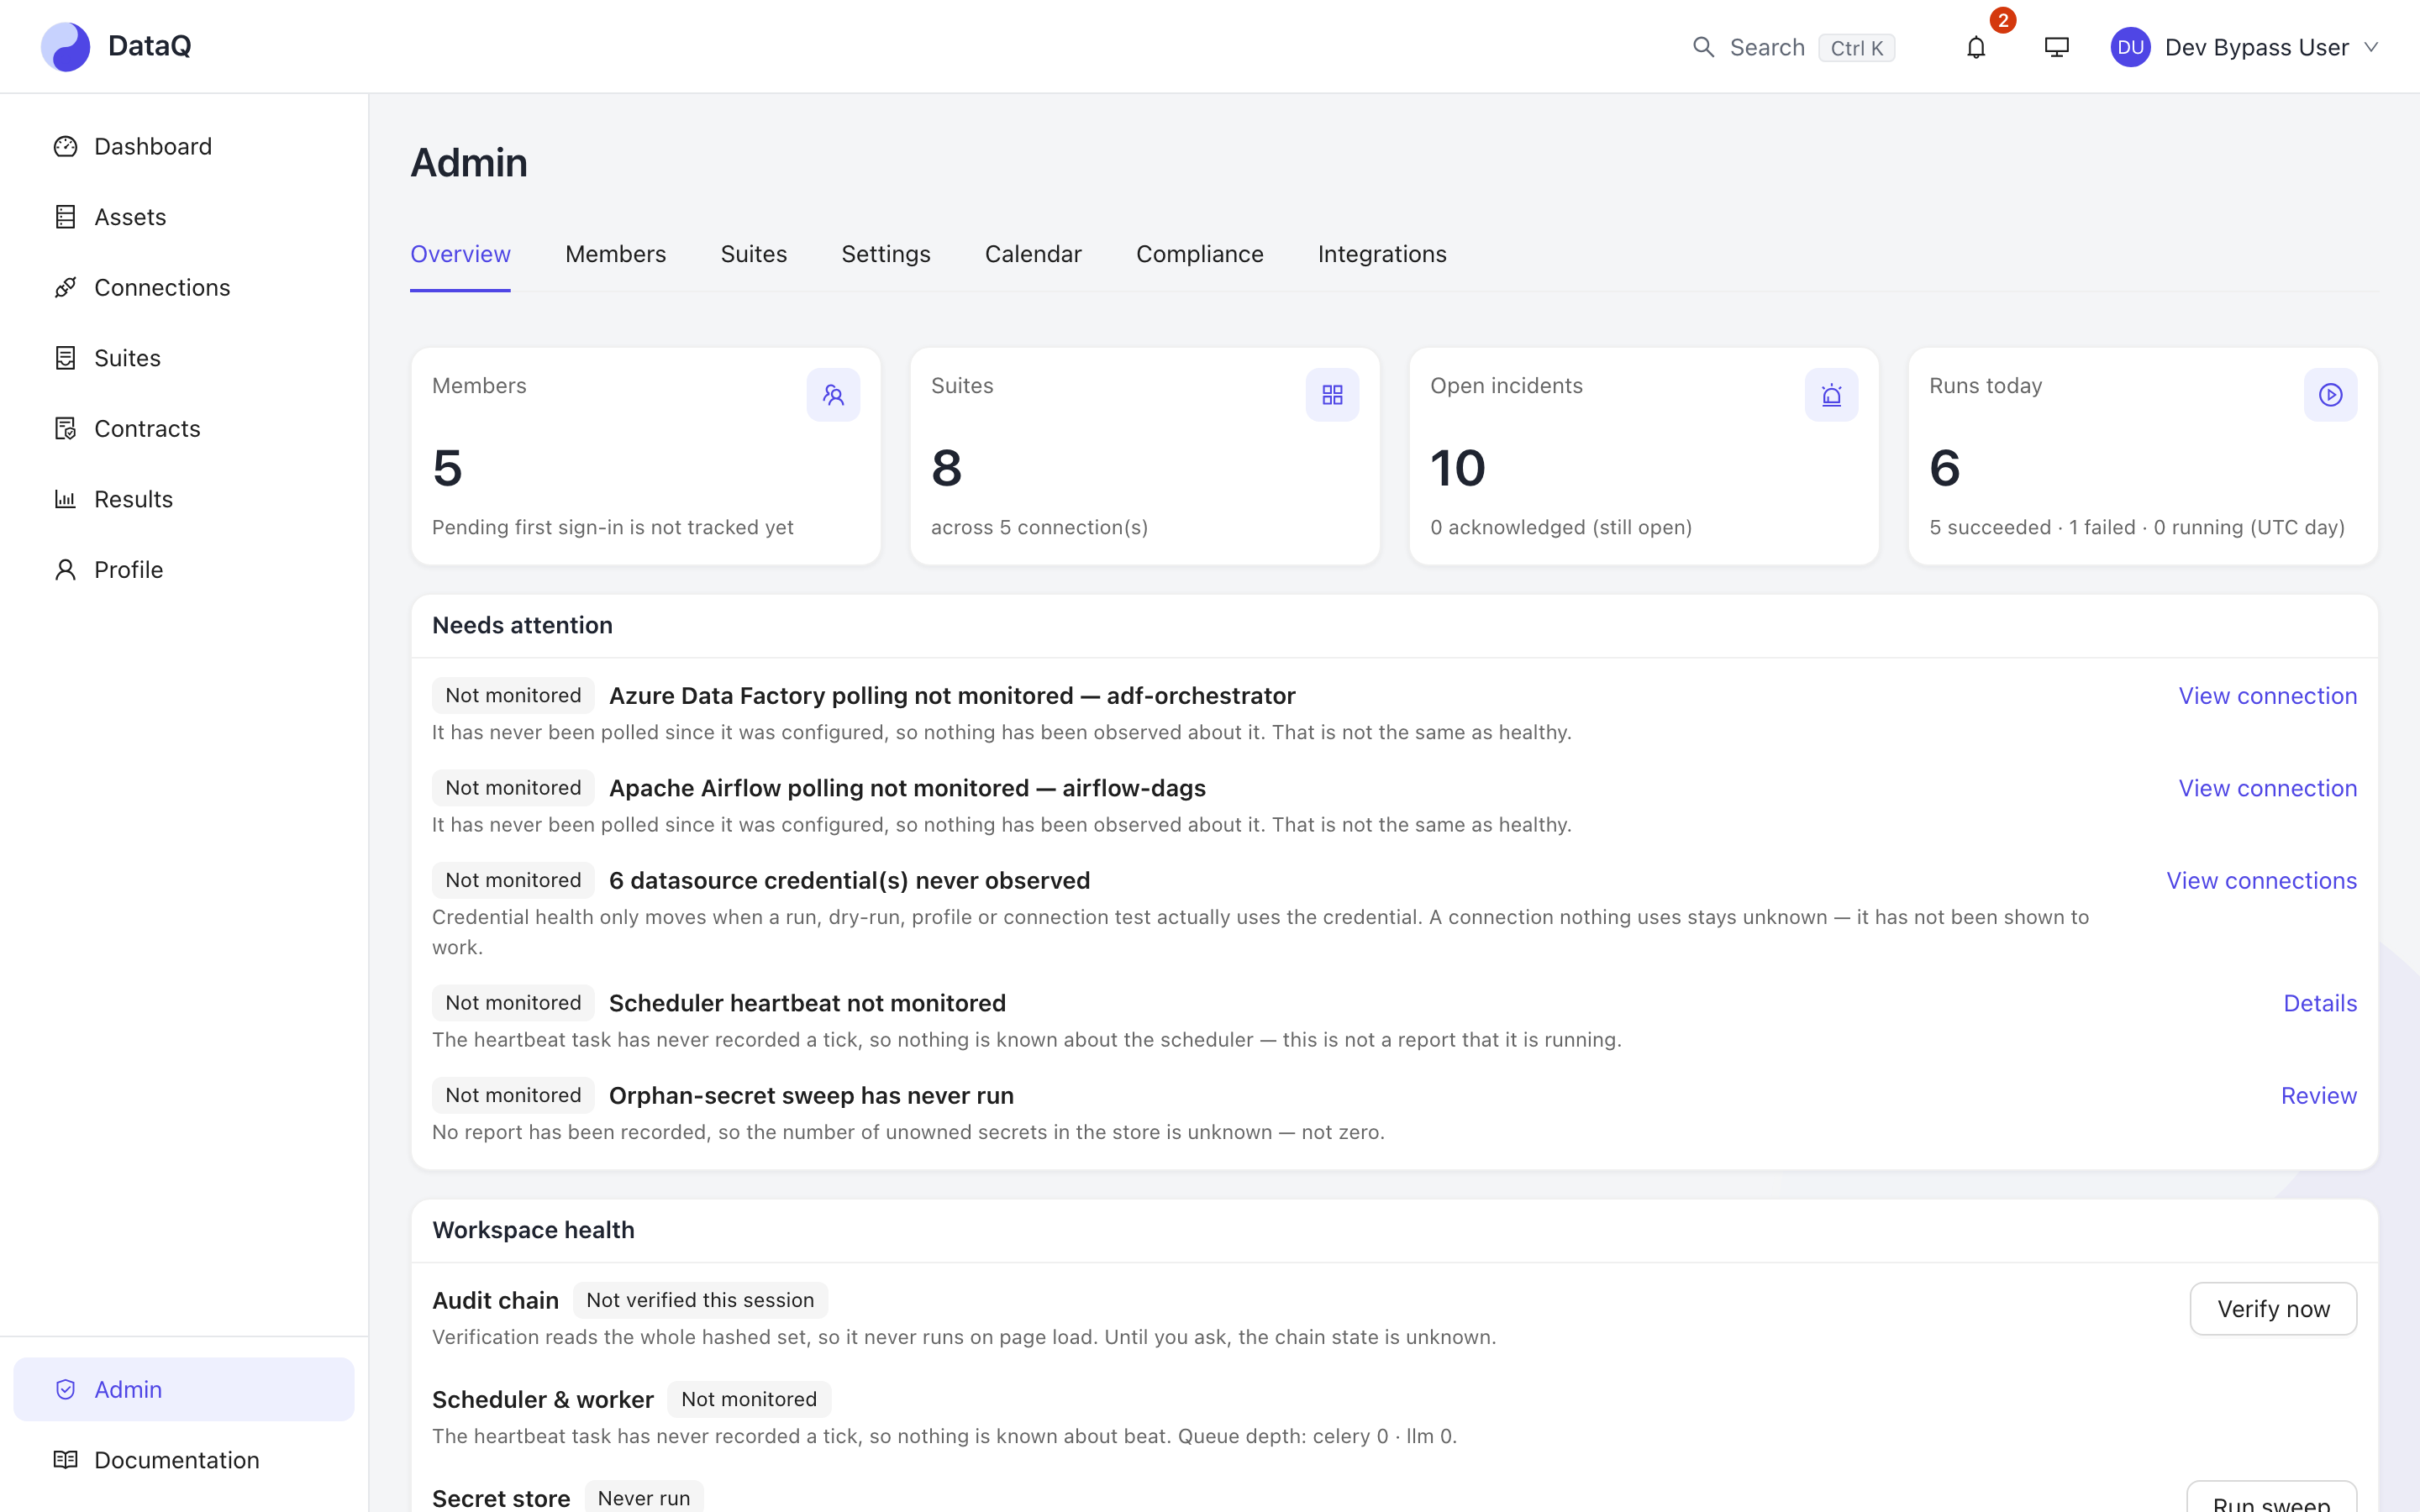 DataQ
Search Ctrl K
2
DU Dev Bypass User
Dashboard
Assets
Connections
Suites
Contracts
Results
Profile
Admin
Documentation
Admin
Overview Members Suites Settings Calendar Compliance Integrations
Members
5
Pending first sign-in is not tracked yet
Suites
8
across 5 connection(s)
Open incidents
10
0 acknowledged (still open)
Runs today
6
5 succeeded · 1 failed · 0 running (UTC day)
Needs attention
Not monitored Azure Data Factory polling not monitored — adf-orchestrator View connection
It has never been polled since it was configured, so nothing has been observed about it. That is not the same as healthy.
Not monitored Apache Airflow polling not monitored — airflow-dags View connection
It has never been polled since it was configured, so nothing has been observed about it. That is not the same as healthy.
Not monitored 6 datasource credential(s) never observed View connections
Credential health only moves when a run, dry-run, profile or connection test actually uses the credential. A connection nothing uses stays unknown — it has not been shown to
work.
Not monitored Scheduler heartbeat not monitored Details
The heartbeat task has never recorded a tick, so nothing is known about the scheduler — this is not a report that it is running.
Not monitored Orphan-secret sweep has never run Review
No report has been recorded, so the number of unowned secrets in the store is unknown — not zero.
Workspace health
Audit chain Not verified this session Verify now
Verification reads the whole hashed set, so it never runs on page load. Until you ask, the chain state is unknown.
Scheduler & worker Not monitored
The heartbeat task has never recorded a tick, so nothing is known about beat. Queue depth: celery 0 · llm 0.
Secret store Never run Run sweep